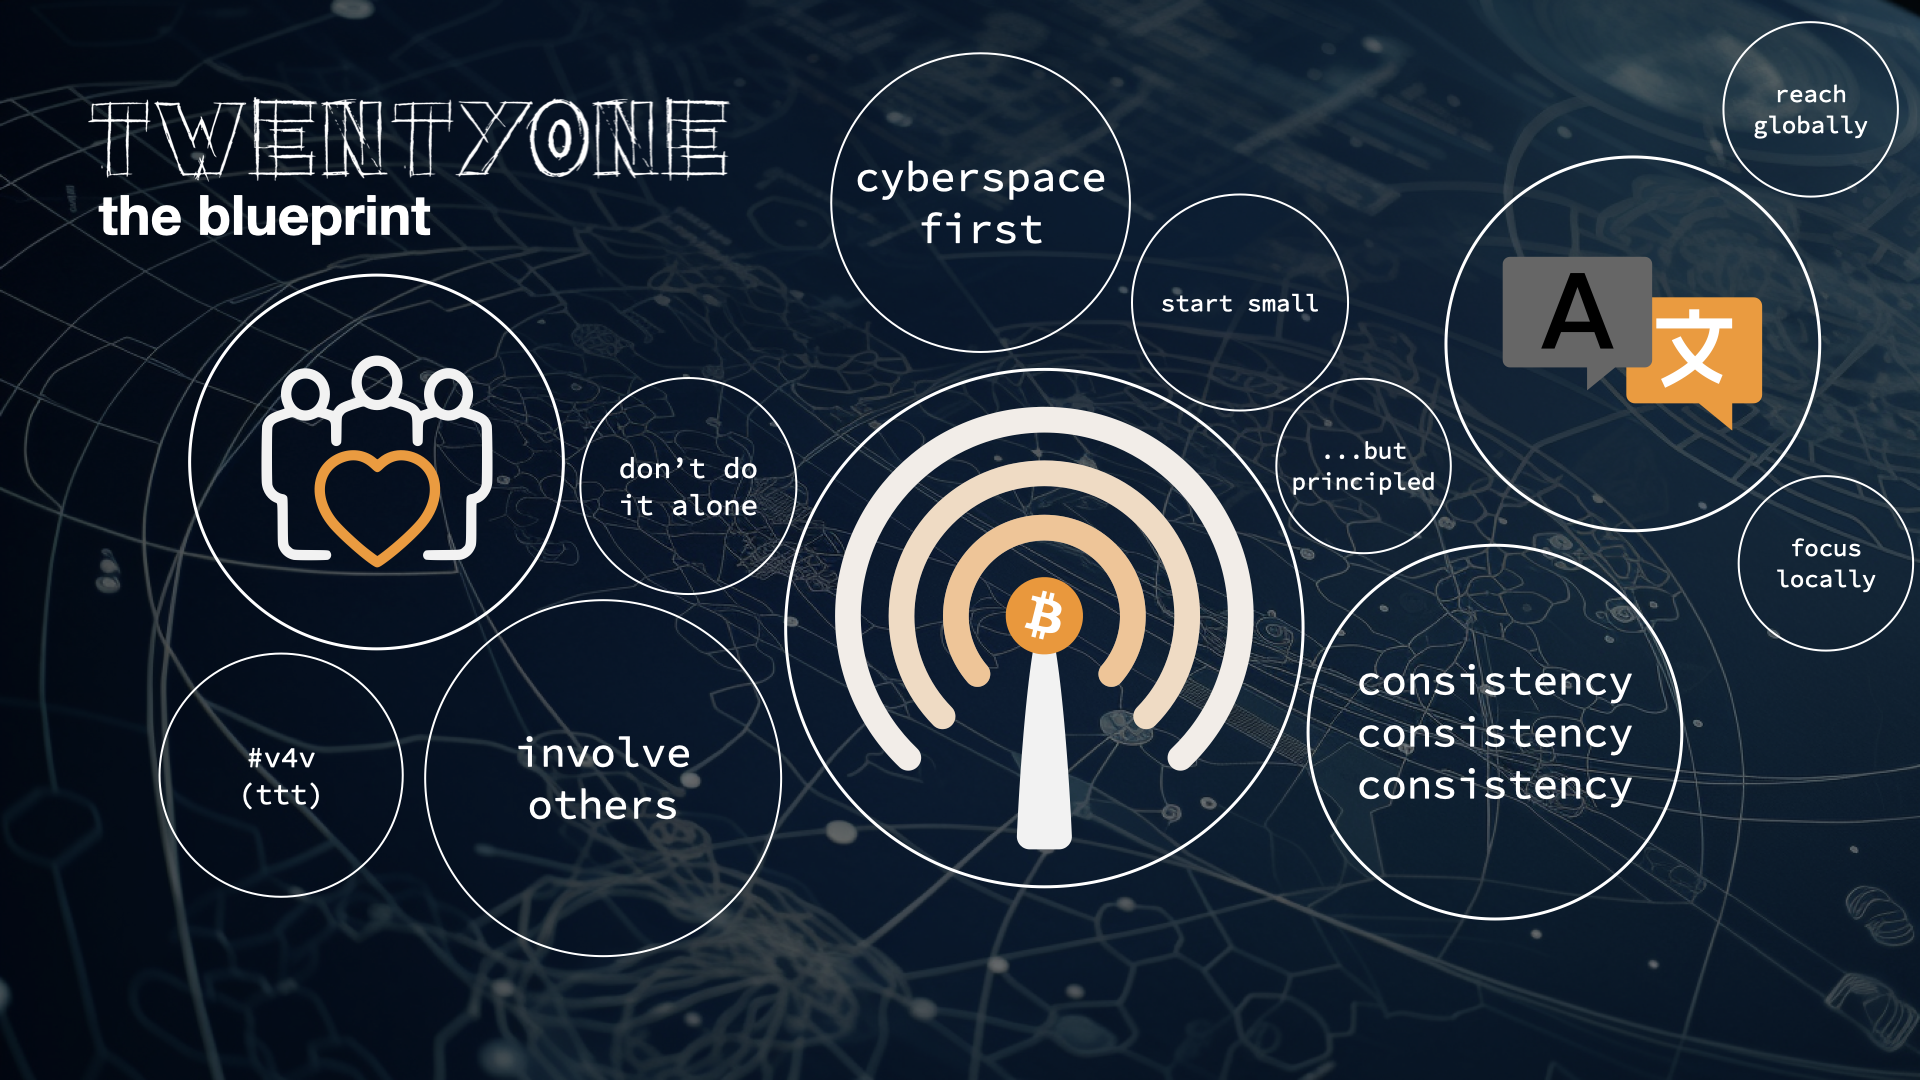 TWENTYONE
the blueprint
cyberspace
first
start small
...but
principled
reach
globally
A
文
focus
locally
don’t do
it alone
₿
#v4v
(ttt)
involve
others
consistency
consistency
consistency